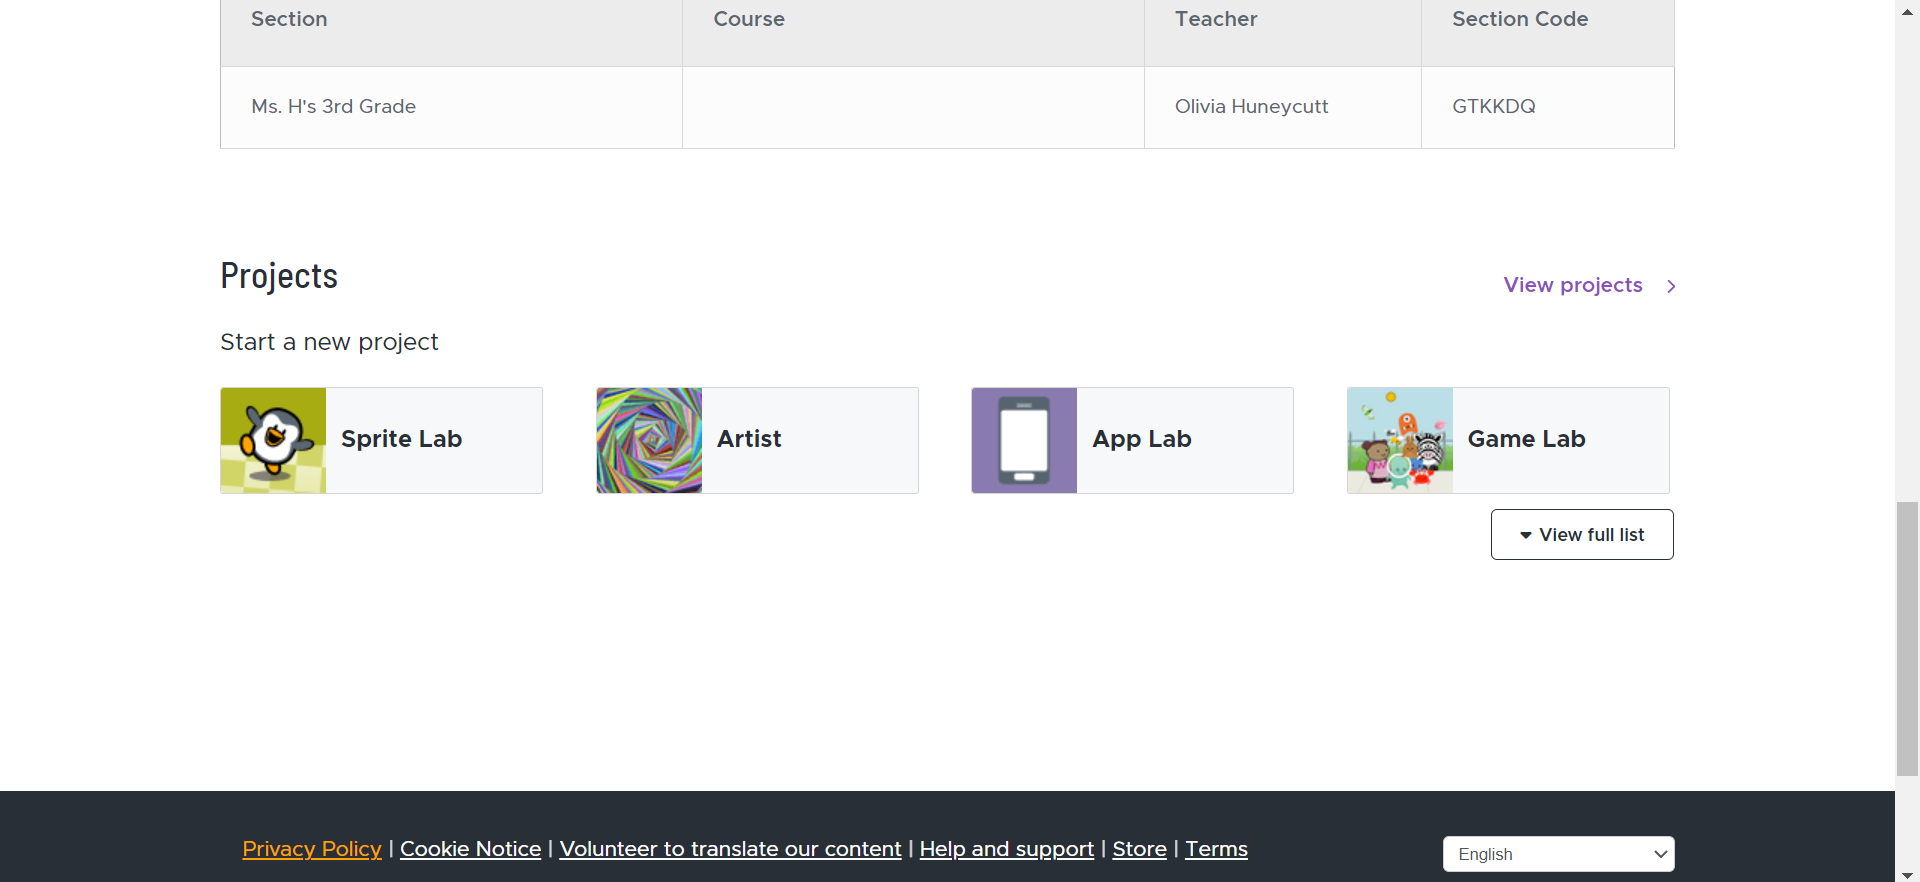 Section Course Teacher Section Code
Ms. H's 3rd Grade Olivia Huneycutt GTKKDQ
Projects
View projects
Start a new project
Sprite Lab Artist App Lab Game Lab
View full list
Privacy Policy | Cookie Notice | Volunteer to translate our content | Help and support | Store | Terms
English